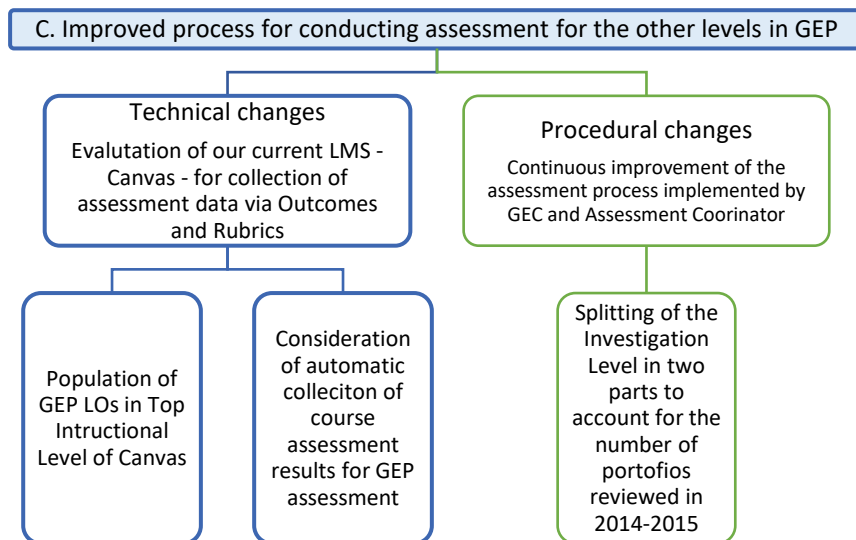 C. Improved process for conducting assessment for the other levels in GEP
Technical changes
Evalutation of our current LMS -
Canvas - for collection of
assessment data via Outcomes
and Rubrics
Procedural changes
Continuous improvement of the
assessment process implemented by
GEC and Assessment Coorinator
Population of
GEP LOs in Top
Intructional
Level of Canvas
Consideration
of automatic
colleciton of
course
assessment
results for GEP
assessment
Splitting of the
Investigation
Level in two
parts to
account for the
number of
portofios
reviewed in
2014-2015